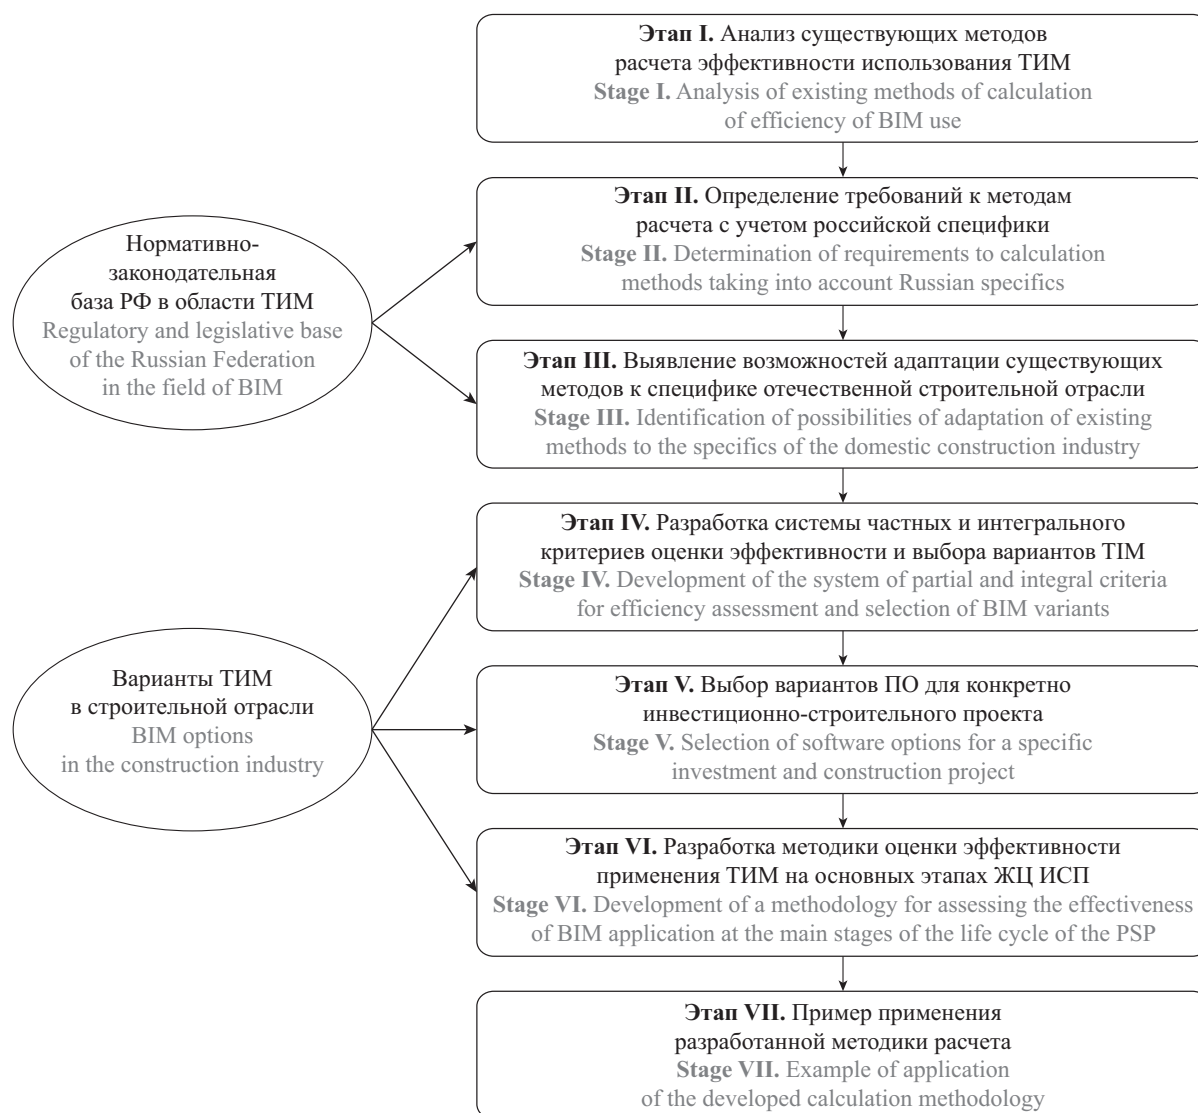 Этап I. Анализ существующих методов
расчета эффективности использования ТИМ
Stage I. Analysis of existing methods of calculation
of efficiency of BIM use
Этап II. Определение требований к методам
расчета с учетом российской специфики
Stage II. Determination of requirements to calculation
methods taking into account Russian specifics
Нормативно-
законодательная
база РФ в области ТИМ
Regulatory and legislative base
of the Russian Federation
in the field of BIM
Этап III. Выявление возможностей адаптации существующих
методов к специфике отечественной строительной отрасли
Stage III. Identification of possibilities of adaptation of existing
methods to the specifics of the domestic construction industry
Этап IV. Разработка системы частных и интегрального
критериев оценки эффективности и выбора вариантов TIM
Stage IV. Development of the system of partial and integral criteria
for efficiency assessment and selection of BIM variants
Варианты ТИМ
в строительной отрасли
BIM options
in the construction industry
Этап V. Выбор вариантов ПО для конкретно
инвестиционно-строительного проекта
Stage V. Selection of software options for a specific
investment and construction project
Этап VI. Разработка методики оценки эффективности
применения ТИМ на основных этапах ЖЦ ИСП
Stage VI. Development of a methodology for assessing the effectiveness
of BIM application at the main stages of the life cycle of the PSP
Этап VII. Пример применения
разработанной методики расчета
Stage VII. Example of application
of the developed calculation methodology